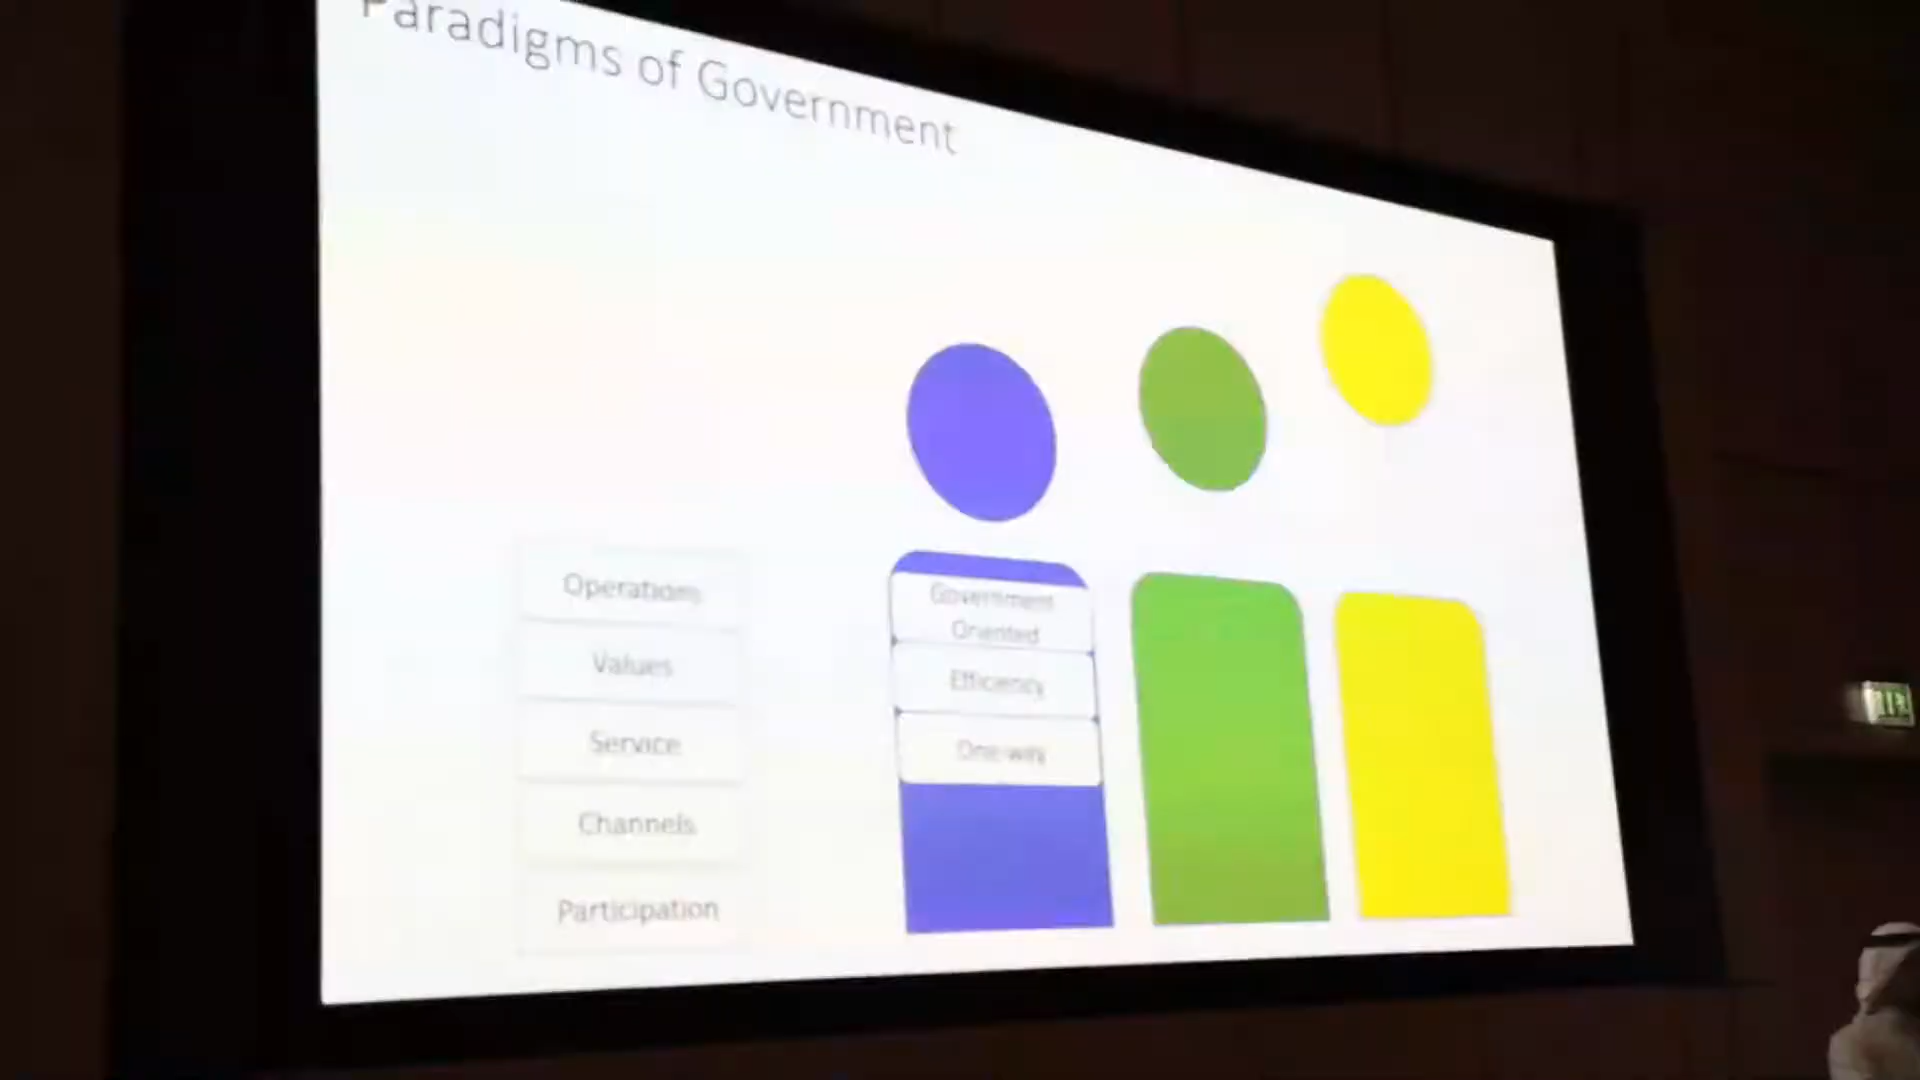 Paradigms of Government
Operations
Values
Service
Channels
Participation
Government
Oriented
Efficiency
One-way